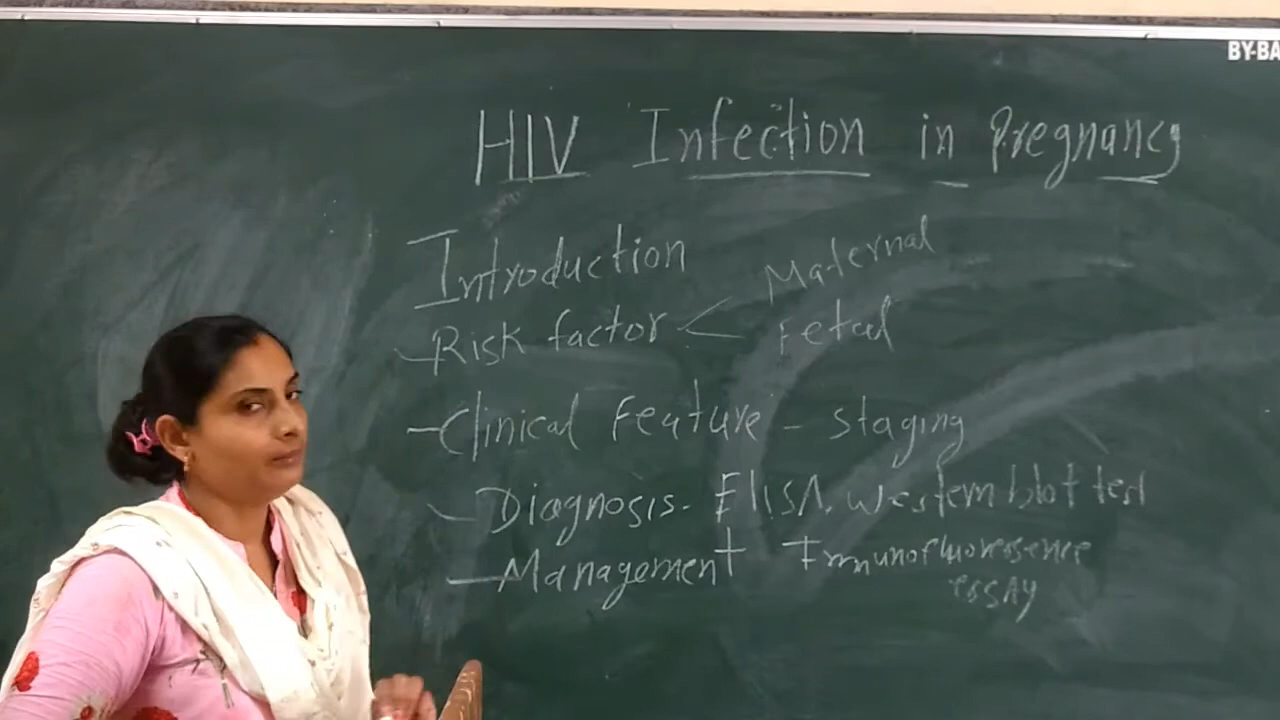 BY-BA
HIV Infection in Pregnancy
Introduction
Risk factor < Maternal
Fetal
Clinical Feature - Staging
Diagnosis. ElISA. Western blot test
Management Immunofluoressence
essay